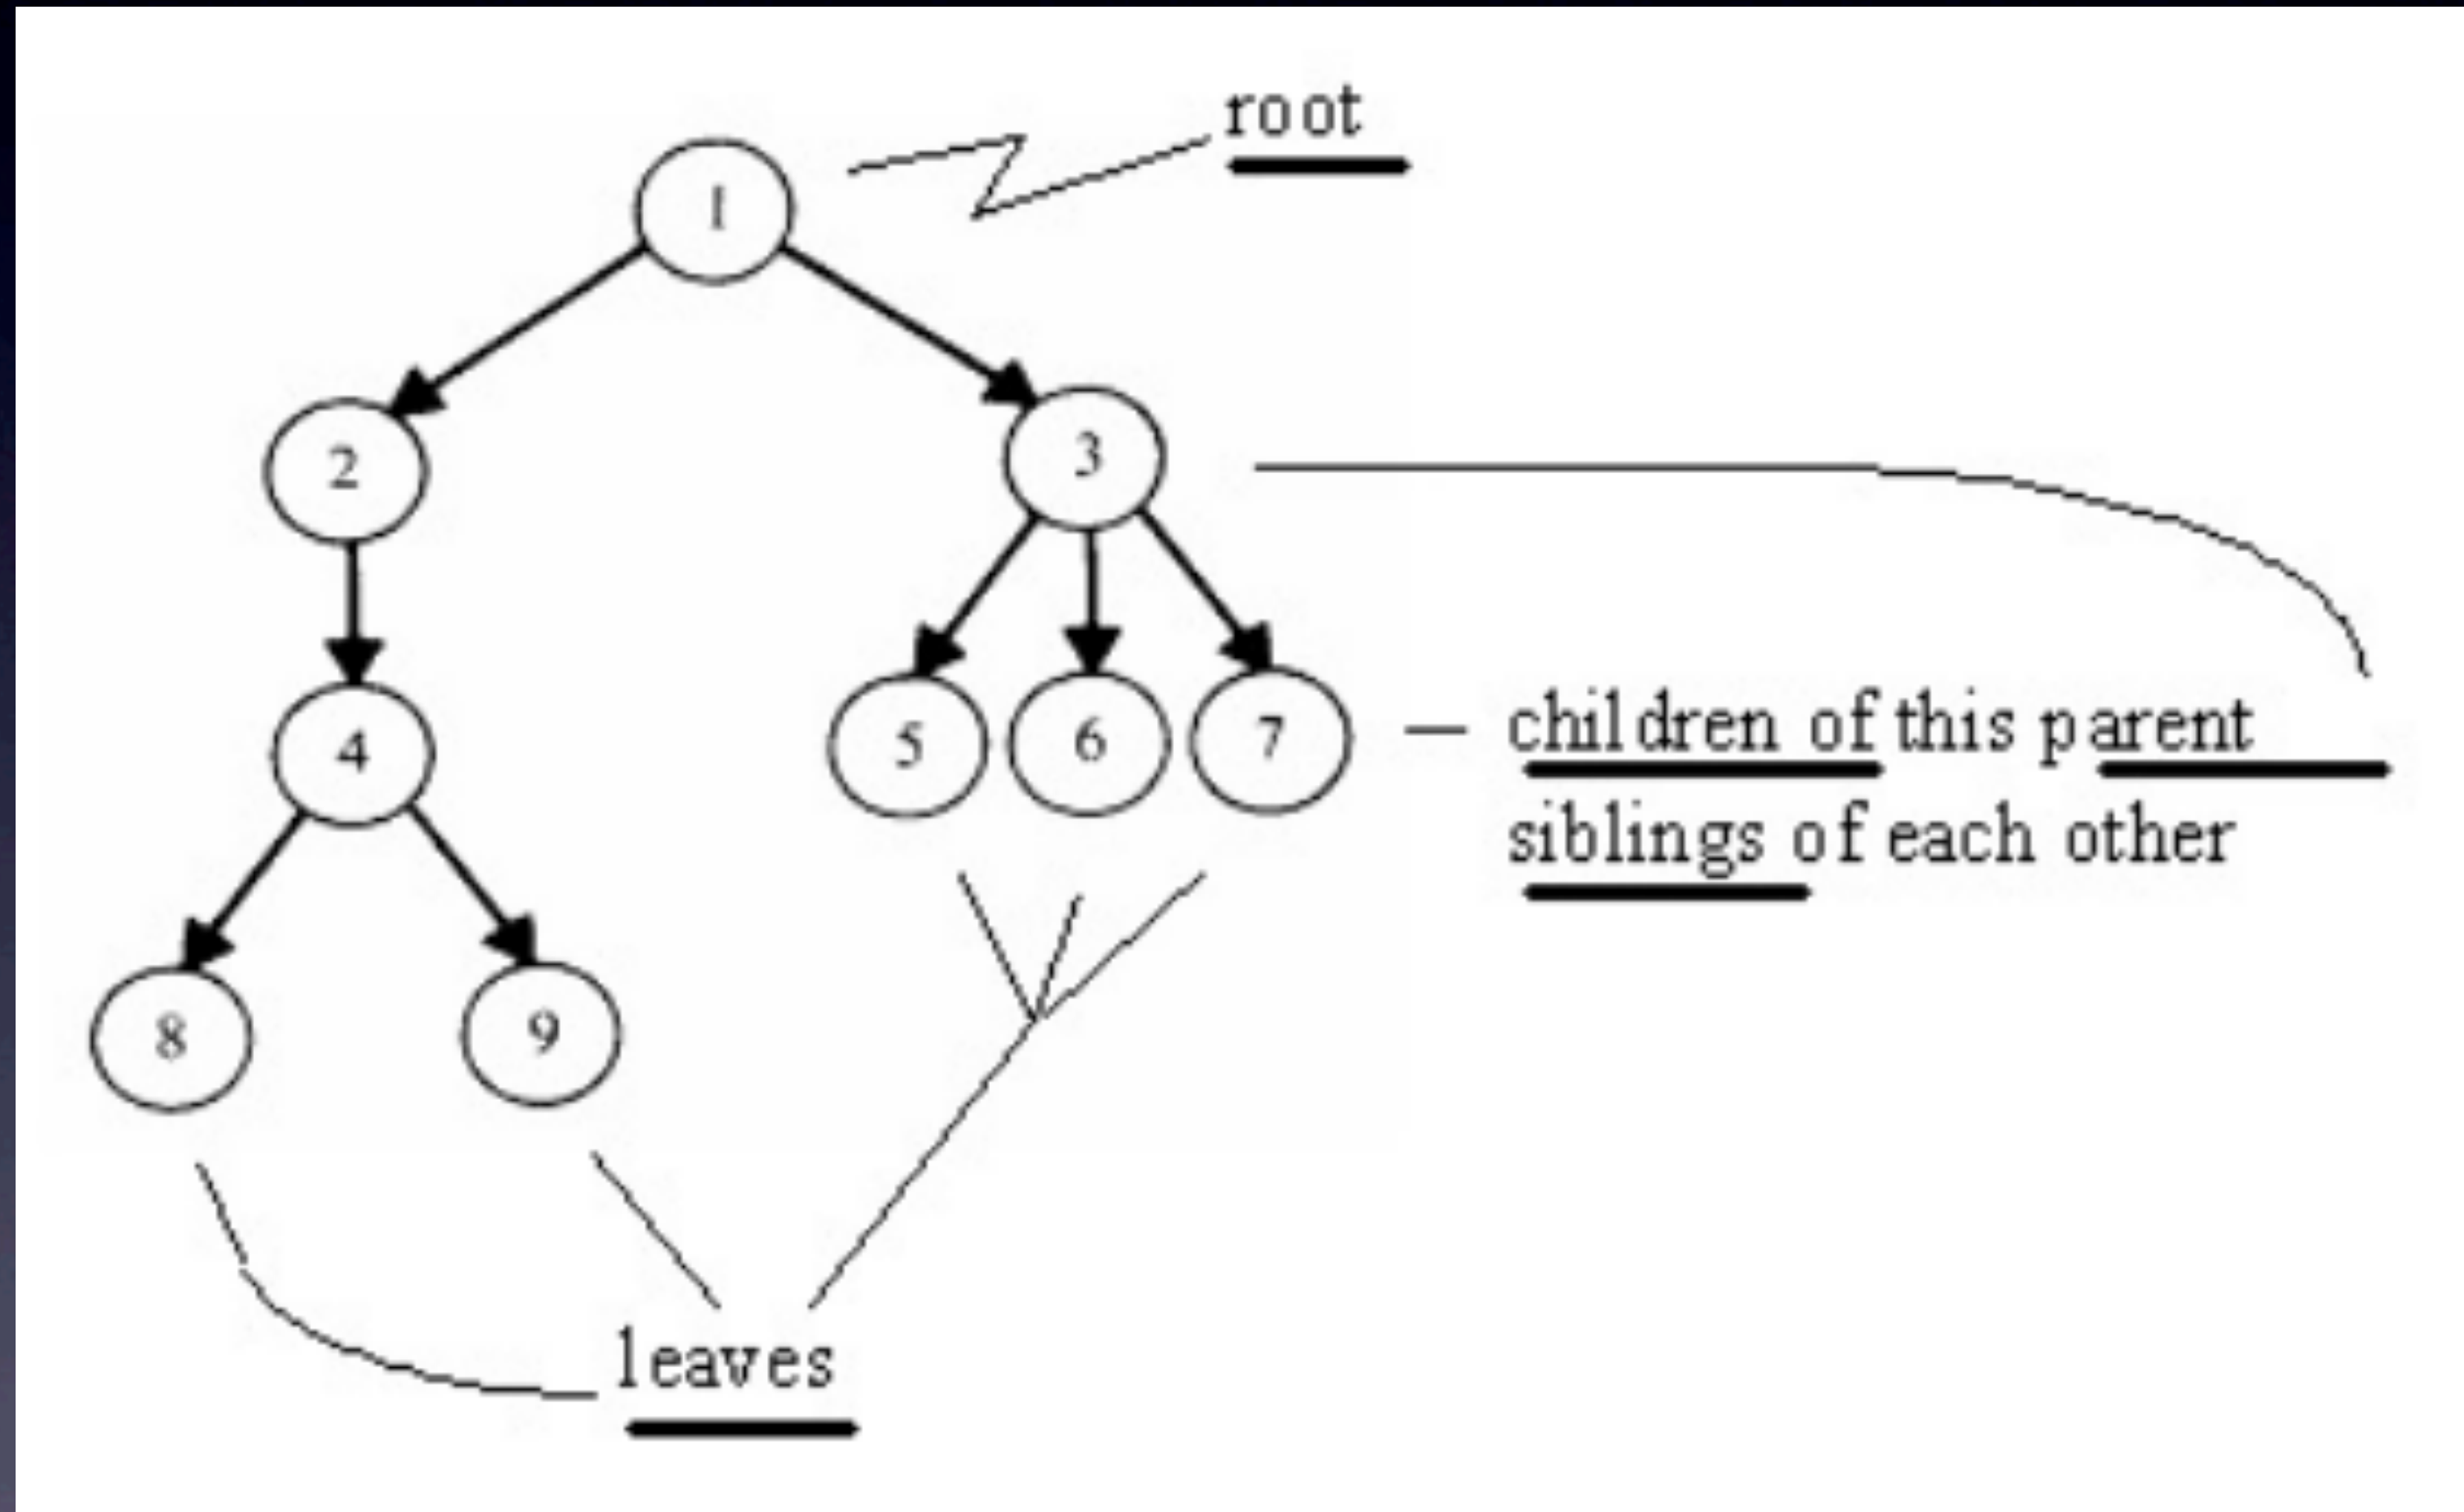 root
1
2
3
4
5
6
7
children of this parent
siblings of each other
8
9
leaves